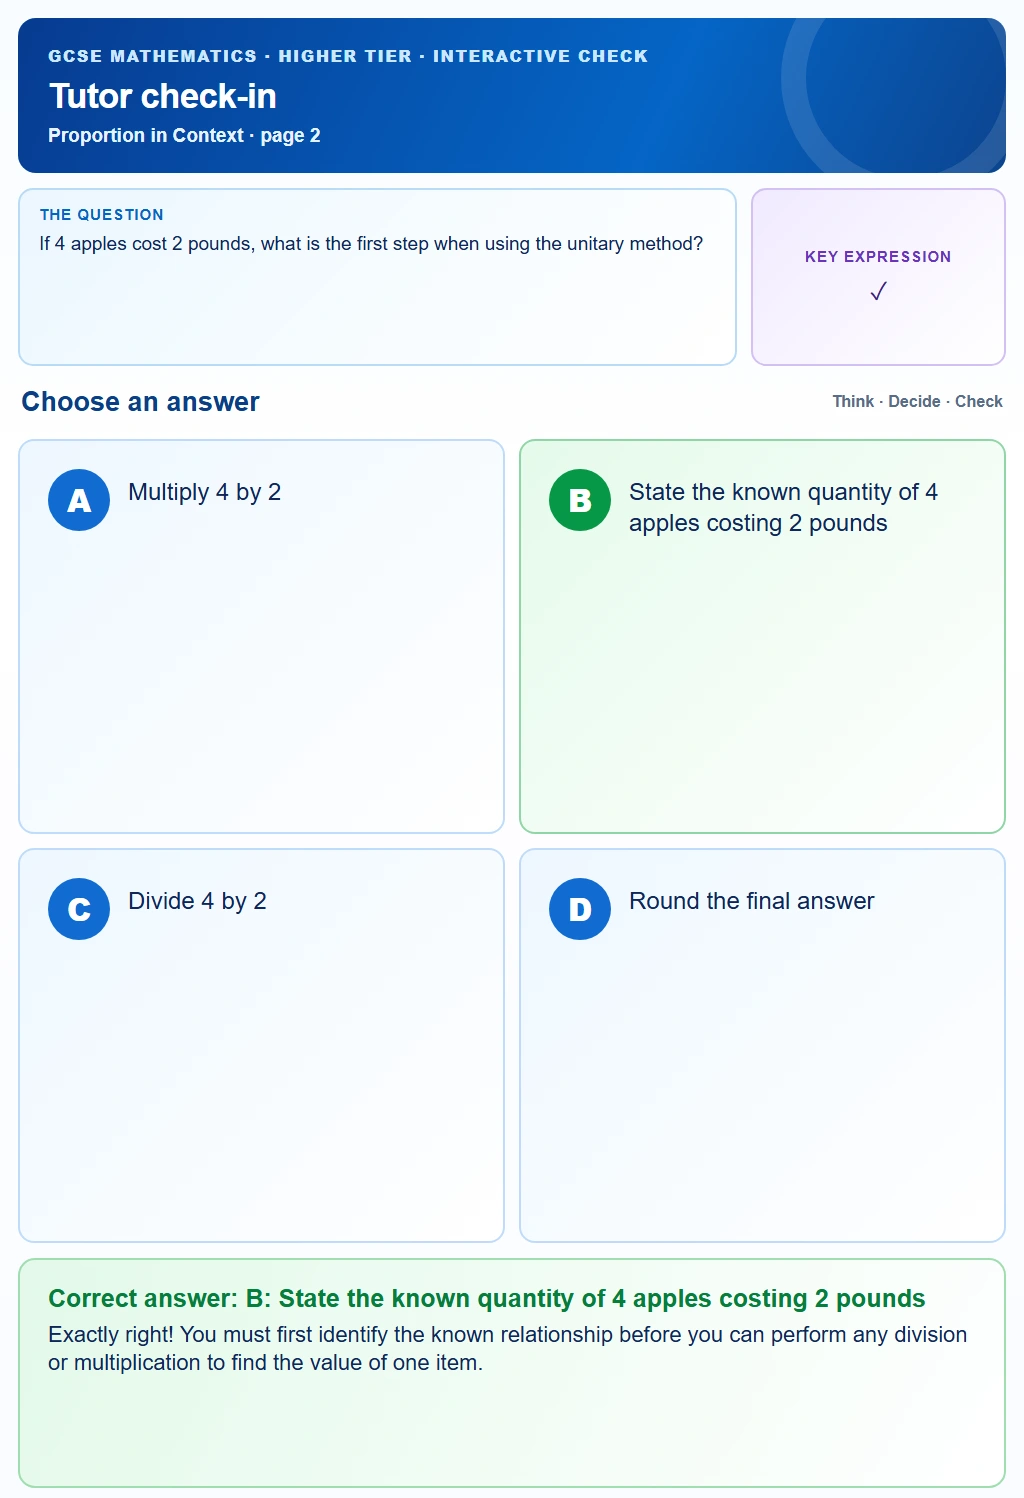 GCSE MATHEMATICS · HIGHER TIER · INTERACTIVE CHECK
Tutor check-in
Proportion in Context · page 2
THE QUESTION
If 4 apples cost 2 pounds, what is the first step when using the unitary method?
KEY EXPRESSION
✓
Choose an answer
Think · Decide · Check
A
Multiply 4 by 2
B
State the known quantity of 4
apples costing 2 pounds
C
Divide 4 by 2
D
Round the final answer
Correct answer: B: State the known quantity of 4 apples costing 2 pounds
Exactly right! You must first identify the known relationship before you can perform any division
or multiplication to find the value of one item.